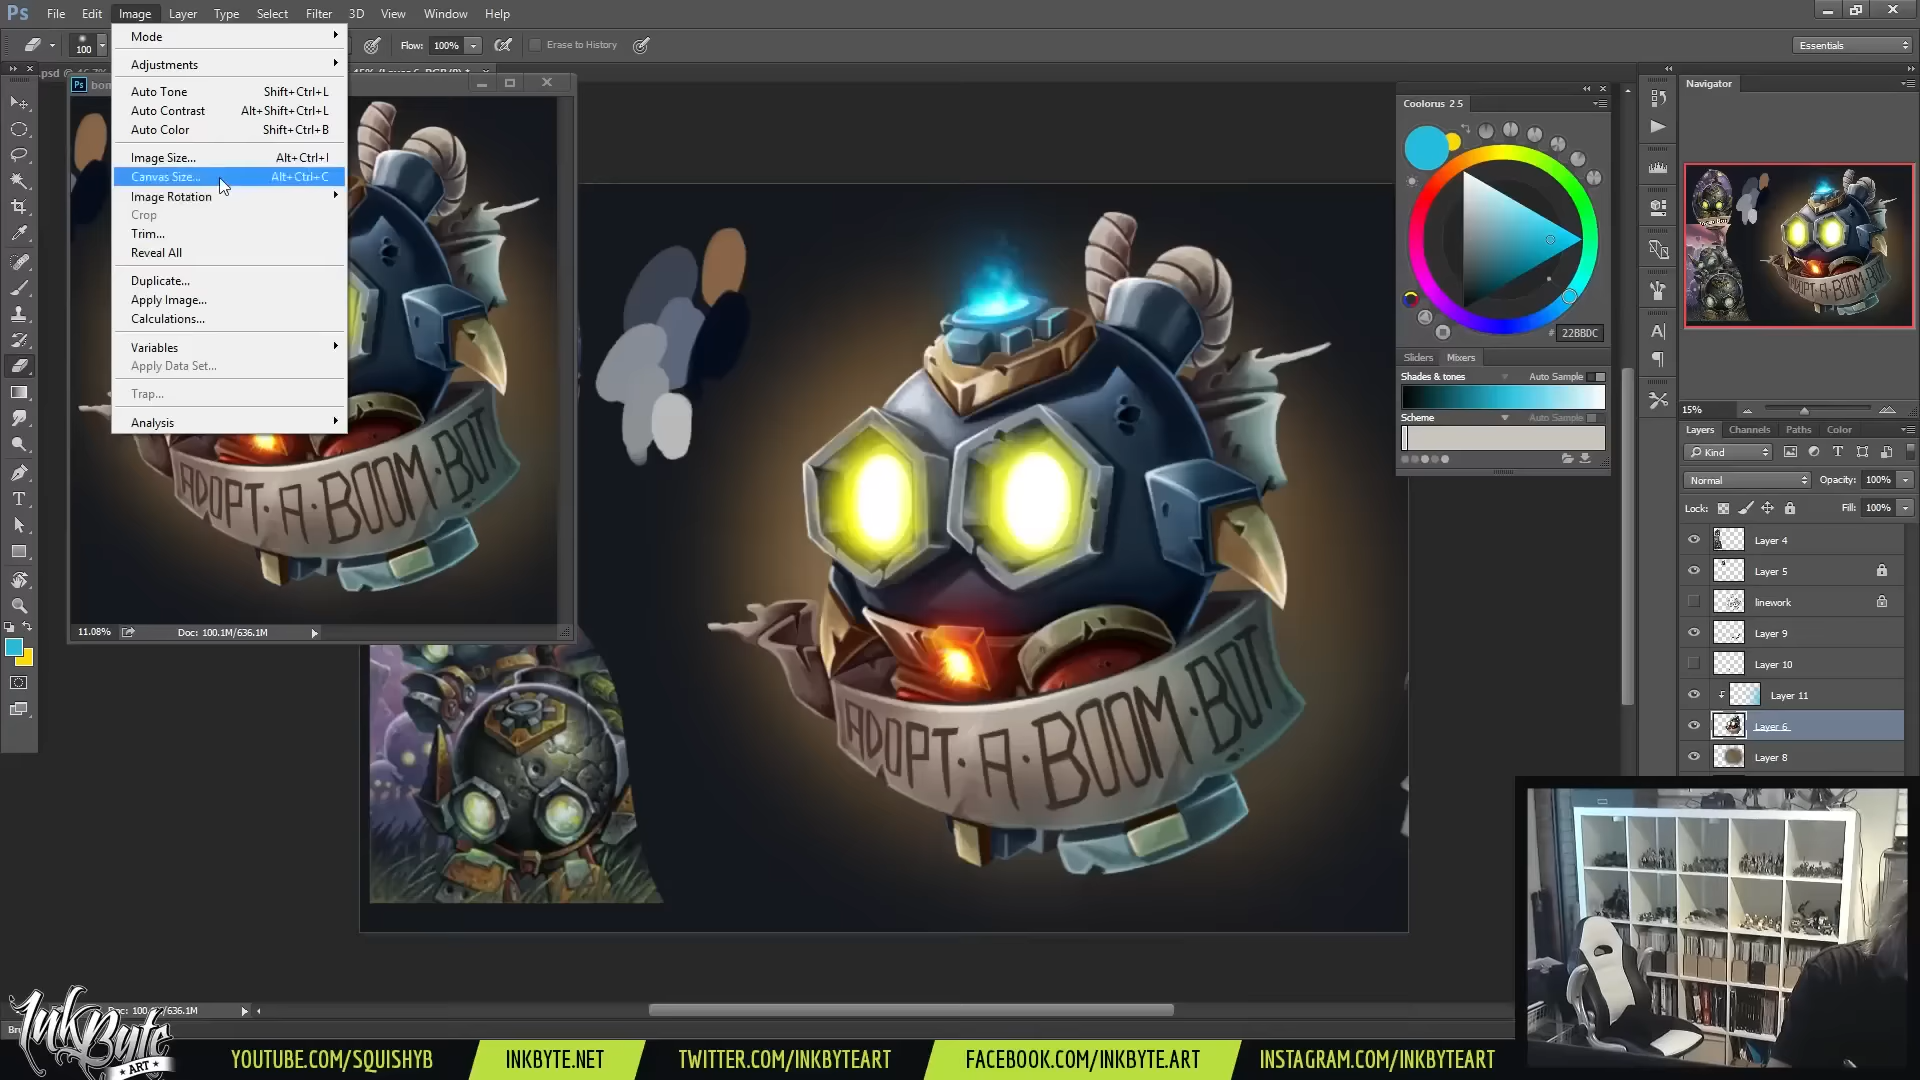 Ps File Edit Image Layer Type Select Filter 3D View Window Help
100 Flow: 100% Erase to History Essentials
Mode
Adjustments
Auto Tone Shift+Ctrl+L
Auto Contrast Alt+Shift+Ctrl+L
Auto Color Shift+Ctrl+B
Image Size... Alt+Ctrl+I
Canvas Size... Alt+Ctrl+C
Image Rotation
Crop
Trim...
Reveal All
Duplicate...
Apply Image...
Calculations...
Variables
Apply Data Set...
Trap...
Analysis
ADOPT·A·BOOM·BOT
11.08% Doc: 100.1M/636.1M
ADOPT·A·BOOM·BOT
Coolorus 2.5
# 22BBDC
Sliders Mixers
Shades & tones Auto Sample
Scheme Auto Sample
Navigator
15%
Layers Channels Paths Color
Kind
Normal Opacity: 100%
Lock: Fill: 100%
Layer 4
Layer 5
linework
Layer 9
Layer 10
Layer 11
Layer 6
Layer 8
InkByte
ART
YOUTUBE.COM/SQUISHYB INKBYTE.NET TWITTER.COM/INKBYTEART FACEBOOK.COM/INKBYTE.ART INSTAGRAM.COM/INKBYTEART